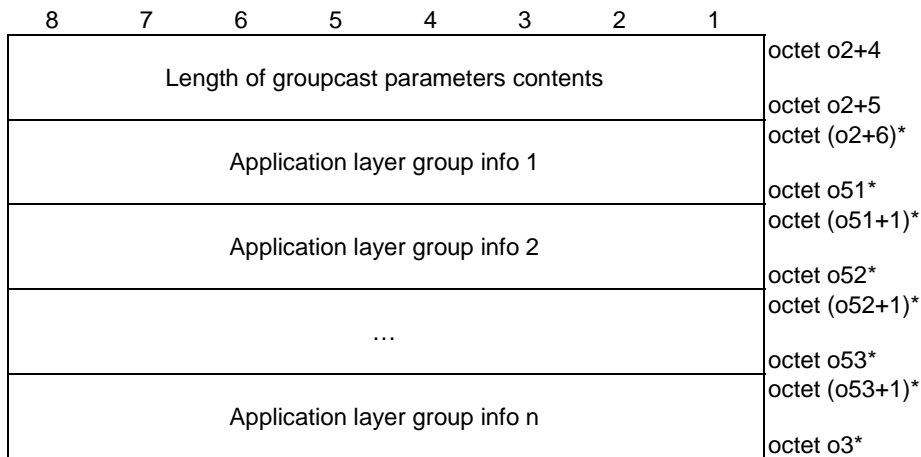 8 7 6 5 4 3 2 1
octet o2+4
Length of groupcast parameters contents
octet o2+5
octet (o2+6)*
Application layer group info 1
octet o51*
octet (o51+1)*
Application layer group info 2
octet o52*
octet (o52+1)*
…
octet o53*
octet (o53+1)*
Application layer group info n
octet o3*